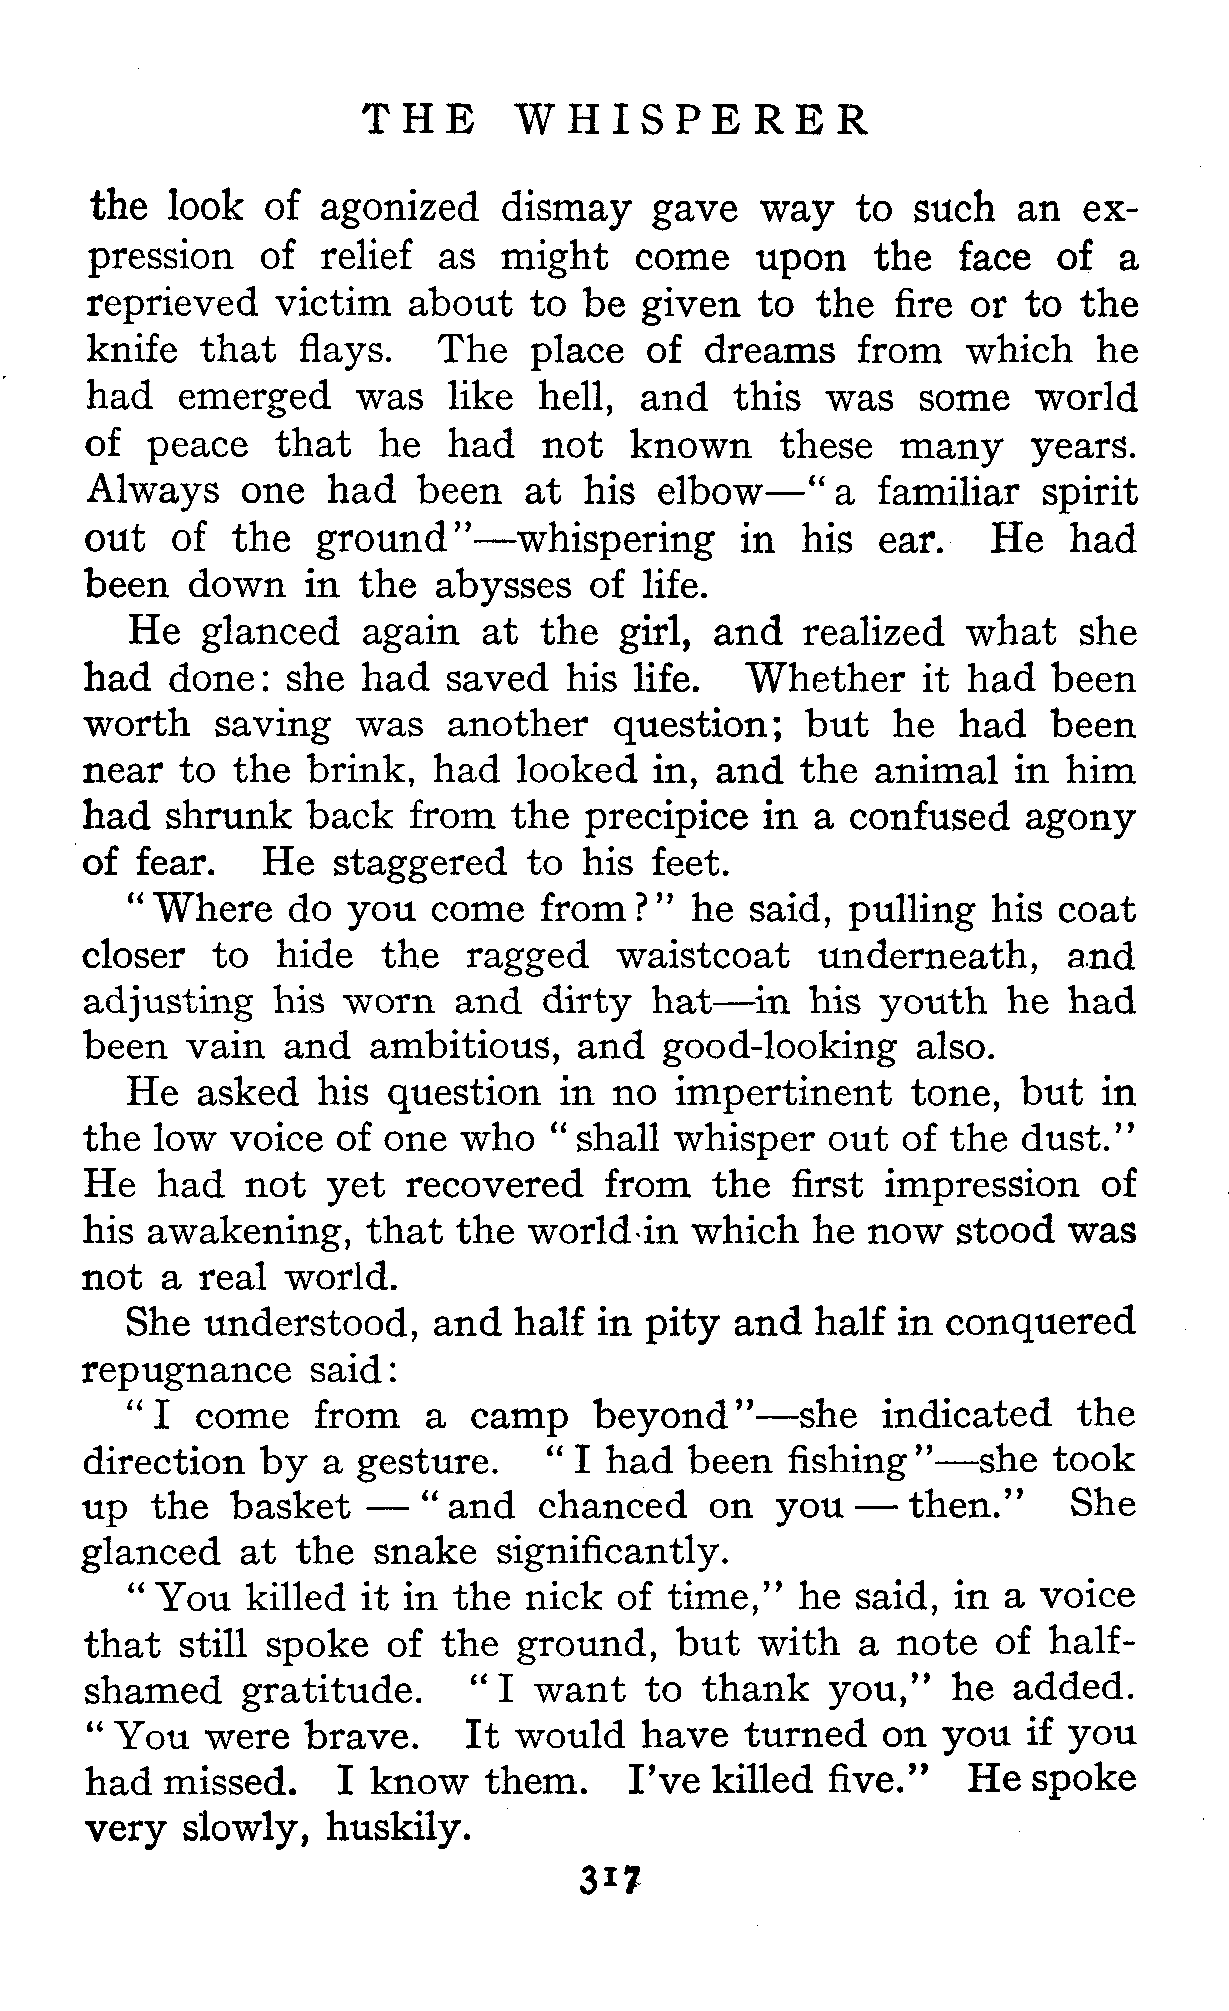 THE WHISPERER
the look of agonized dismay gave way to such an ex-
pression of relief as might come upon the face of a
reprieved victim about to be given to the fire or to the
knife that flays. The place of dreams from which he
had emerged was like hell, and this was some world
of peace that he had not known these many years.
Always one had been at his elbow—"a familiar spirit
out of the ground"—whispering in his ear. He had
been down in the abysses of life.
He glanced again at the girl, and realized what she
had done: she had saved his life. Whether it had been
worth saving was another question; but he had been
near to the brink, had looked in, and the animal in him
had shrunk back from the precipice in a confused agony
of fear. He staggered to his feet.
"Where do you come from?" he said, pulling his coat
closer to hide the ragged waistcoat underneath, and
adjusting his worn and dirty hat—in his youth he had
been vain and ambitious, and good-looking also.
He asked his question in no impertinent tone, but in
the low voice of one who "shall whisper out of the dust."
He had not yet recovered from the first impression of
his awakening, that the world in which he now stood was
not a real world.
She understood, and half in pity and half in conquered
repugnance said:
"I come from a camp beyond"—she indicated the
direction by a gesture. "I had been fishing"—she took
up the basket — "and chanced on you — then." She
glanced at the snake significantly.
"You killed it in the nick of time," he said, in a voice
that still spoke of the ground, but with a note of half-
shamed gratitude. "I want to thank you," he added.
"You were brave. It would have turned on you if you
had missed. I know them. I've killed five." He spoke
very slowly, huskily.
317